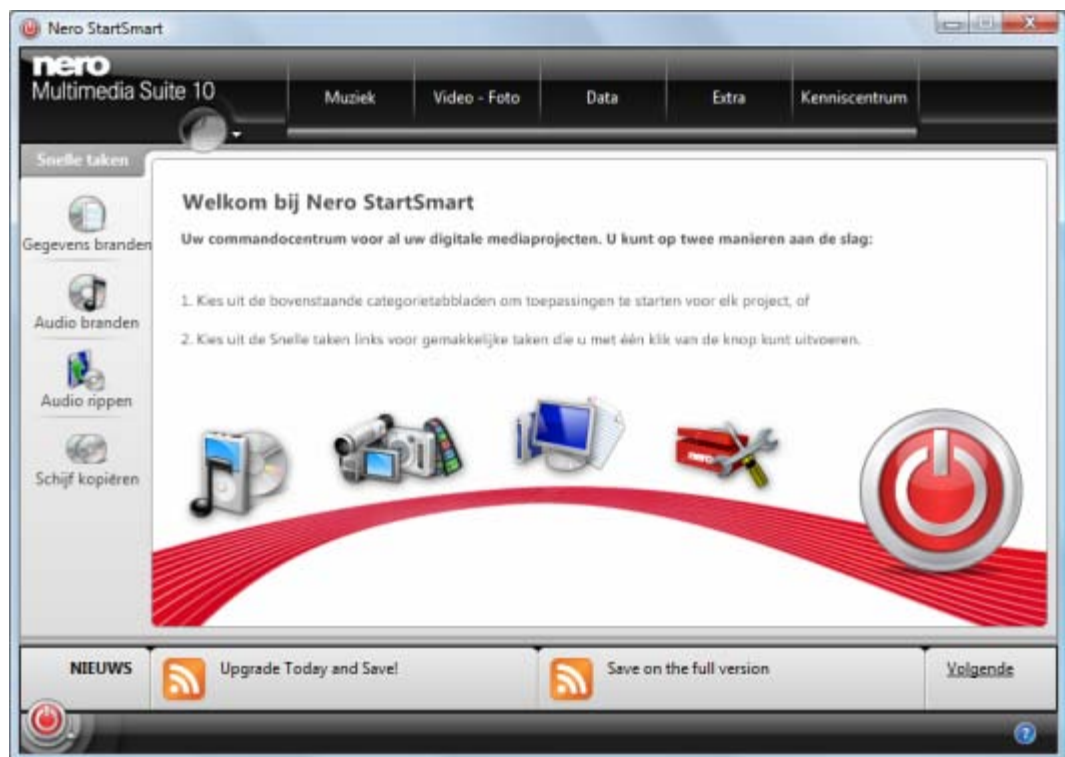 Nero StartSmart
nero
Multimedia Suite 10
Muziek
Video - Foto
Data
Extra
Kenniscentrum
Snelle taken
Gegevens branden
Audio branden
Audio rippen
Schijf kopiëren
Welkom bij Nero StartSmart
Uw commandocentrum voor al uw digitale mediaprojecten. U kunt op twee manieren aan de slag:
1. Kies uit de bovenstaande categorietabbladen om toepassingen te starten voor elk project, of
2. Kies uit de Snelle taken links voor gemakkelijke taken die u met één klik van de knop kunt uitvoeren.
nero
NIEUWS
Upgrade Today and Save!
Save on the full version
Volgende